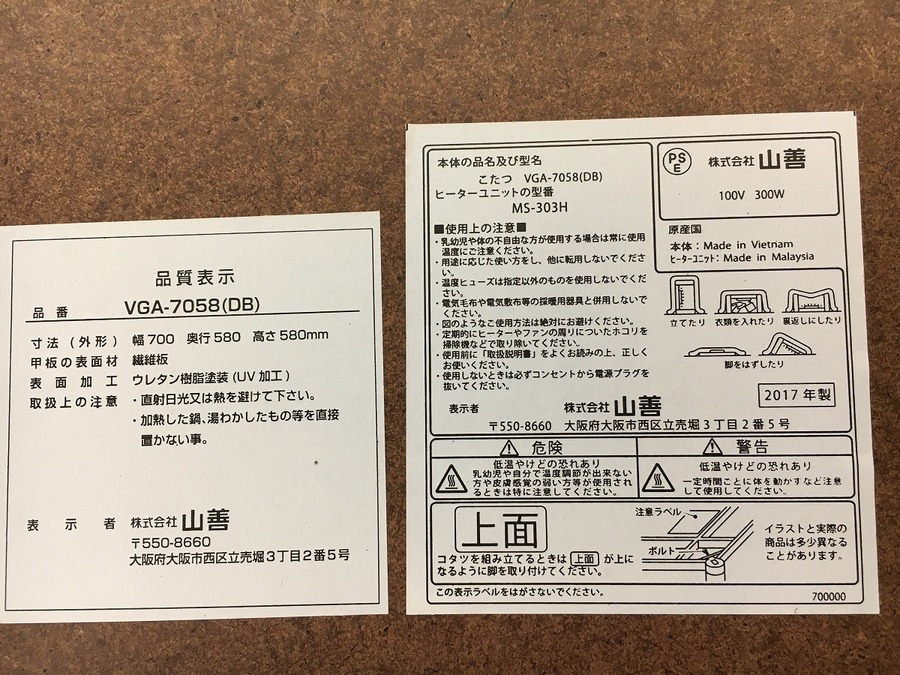 品質表示
品番 VGA-7058(DB)
寸法(外形) 幅700 奥行580 高さ580mm
甲板の表面材 繊維板
表面加工 ウレタン樹脂塗装(UV加工)
取扱上の注意 ・直射日光又は熱を避けて下さい。
・加熱した鍋、湯わかしたもの等を直接
置かない事。
表示者 株式会社 山善
〒550-8660
大阪府大阪市西区立売堀3丁目2番5号
本体の品名及び型名
こたつ VGA-7058(DB)
ヒーターユニットの型番
MS-303H
■使用上の注意■
・乳幼児や体の不自由な方が使用する場合は常に使用
温度にご注意ください。
・用途に応じた使い方をし、他に転用しないでくださ
い。
・温度ヒューズは指定以外のものを使用しないでくだ
さい。
・電気毛布や電気敷布等の採暖用器具と併用しないで
ください。
・図のようなご使用方法は絶対にお避けください。
・定期的にヒーターやファンの周りについたホコリを
掃除機などで取り除いてください。
・使用前に「取扱説明書」をよくお読みの上、正しく
お使いください。
・使用しないときは必ずコンセントから電源プラグを
抜いてください。
PSE 株式会社 山善
100V 300W
原産国
本体:Made in Vietnam
ヒーターユニット:Made in Malaysia
立てたり 衣類を入れたり 裏返しにしたり
脚をはずしたり
2017年製
表示者 株式会社 山善
〒550-8660 大阪府大阪市西区立売堀3丁目2番5号
危険
低温やけどの恐れあり
乳幼児や自分で温度調節が出来ない
方や皮膚感覚の弱い方等が使用され
るときは特に注意してください。
警告
低温やけどの恐れあり
一定時間ごとに体を動かすなど注意
して使用してください。
上面
コタツを組み立てるときは 上面 が上に
なるように脚を取り付けてください。
注意ラベル
ボルト
イラストと実際の
商品は多少異なる
ことがあります。
この表示ラベルをはがさないでください。
700000